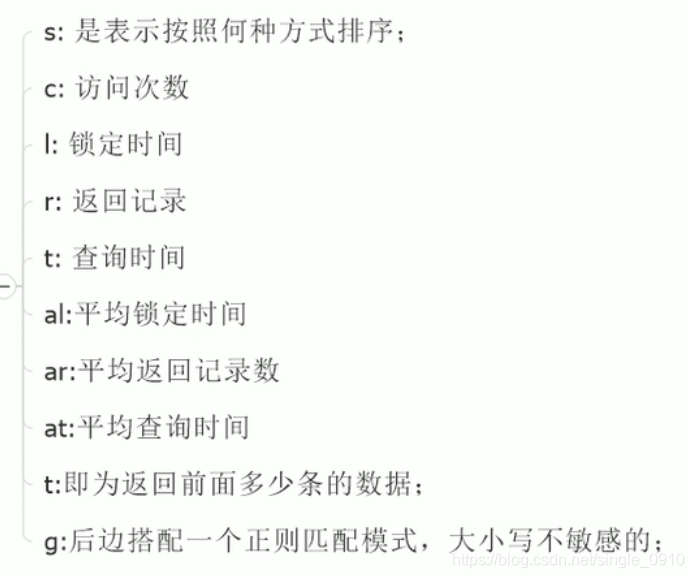 s: 是表示按照何种方式排序；
c: 访问次数
l: 锁定时间
r: 返回记录
t: 查询时间
al:平均锁定时间
ar:平均返回记录数
at:平均查询时间
t:即为返回前面多少条的数据；
g:后边搭配一个正则匹配模式，大小写不敏感的；
https://blog.csdn.net/single_0910